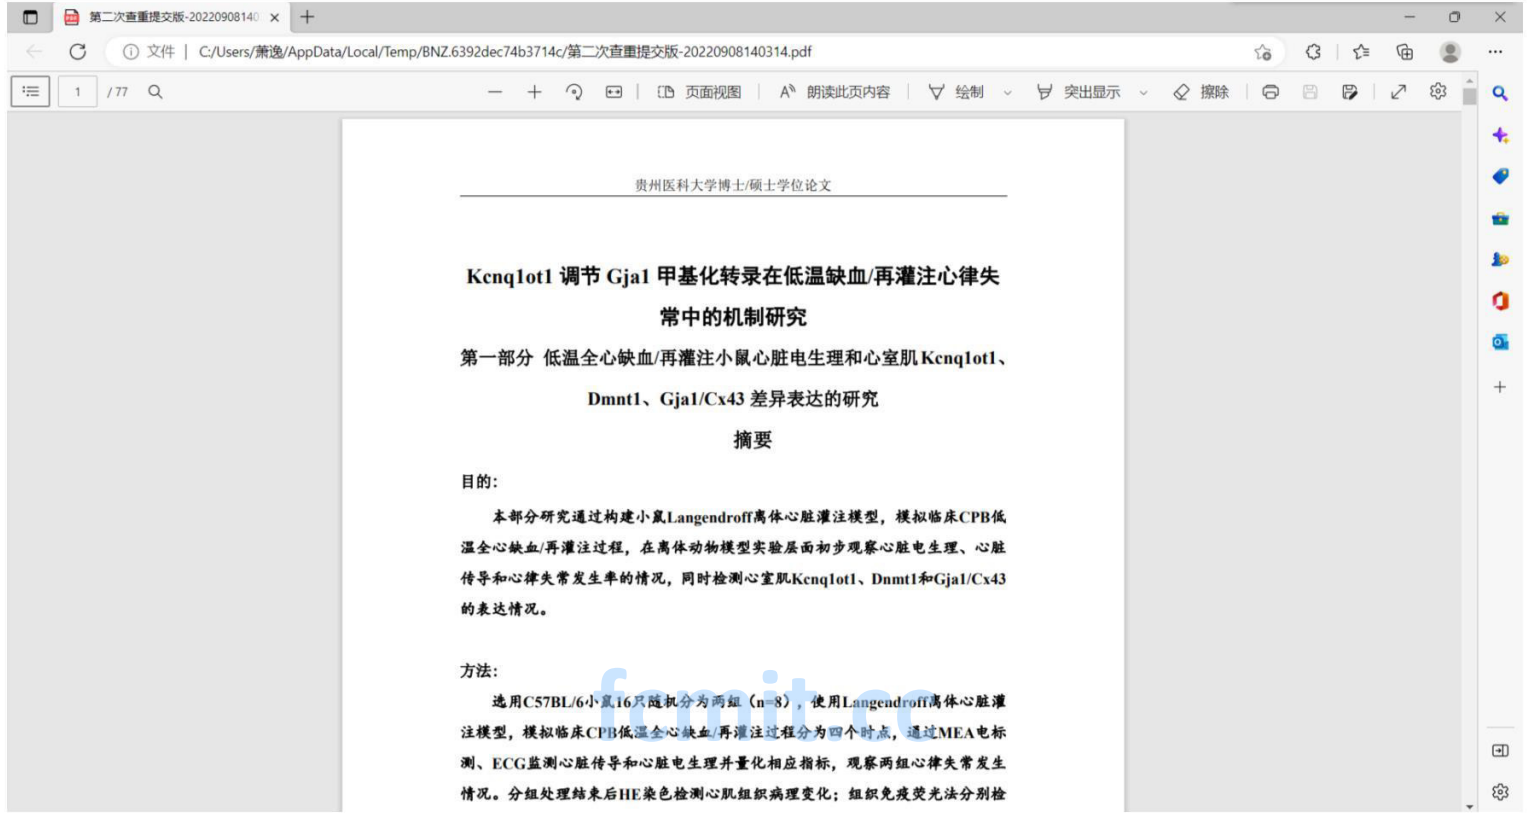 第二次查重提交版-20220908140
文件 | C:/Users/萧逸/AppData/Local/Temp/BNZ.6392dec74b3714c/第二次查重提交版-20220908140314.pdf
1 / 77 页面视图 A 朗读此页内容 绘制 突出显示 擦除
贵州医科大学博士/硕士学位论文
Kcnq1ot1 调节 Gja1 甲基化转录在低温缺血/再灌注心律失
常中的机制研究
第一部分 低温全心缺血/再灌注小鼠心脏电生理和心室肌Kcnq1ot1、
Dmnt1、Gja1/Cx43 差异表达的研究
摘要
目的：
本部分研究通过构建小鼠Langendroff离体心脏灌注模型，模拟临床CPB低
温全心缺血/再灌注过程，在离体动物模型实验层面初步观察心脏电生理、心脏
传导和心律失常发生率的情况，同时检测心室肌Kcnq1ot1、Dnmt1和Gja1/Cx43
的表达情况。
方法：
选用C57BL/6小鼠16只随机分为两组（n=8），使用Langendroff离体心脏灌
注模型，模拟临床CPB低温全心缺血/再灌注过程分为四个时点，通过MEA电标
测、ECG监测心脏传导和心脏电生理并量化相应指标，观察两组心律失常发生
情况。分组处理结束后HE染色检测心肌组织病理变化；组织免疫荧光法分别检
fcmit.cc